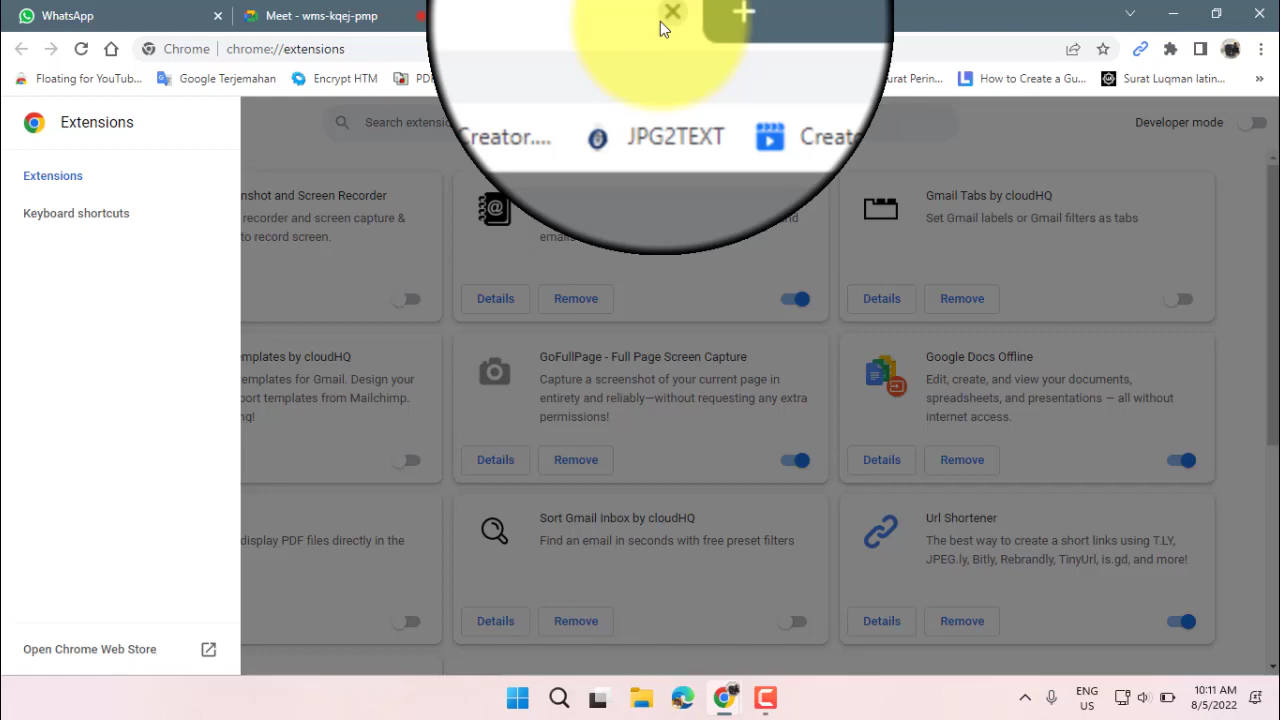 WhatsApp
Meet - wms-kqej-pmp
Chrome
chrome://extensions
Floating for YouTub...
Google Terjemahan
Encrypt HTM
PDF
Creator....
JPG2TEXT
Create
urat Perin...
How to Create a Gu...
Surat Luqman latin...
Extensions
Search extensio
Developer mode
Extensions
Keyboard shortcuts
Open Chrome Web Store
nshot and Screen Recorder
recorder and screen capture &
to record screen.
nd
emails
Details
Remove
Gmail Tabs by cloudHQ
Set Gmail labels or Gmail filters as tabs
Details
Remove
mplates by cloudHQ
emplates for Gmail. Design your
port templates from Mailchimp.
ng!
GoFullPage - Full Page Screen Capture
Capture a screenshot of your current page in
entirety and reliably—without requesting any extra
permissions!
Details
Remove
Google Docs Offline
Edit, create, and view your documents,
spreadsheets, and presentations — all without
internet access.
Details
Remove
display PDF files directly in the
Sort Gmail Inbox by cloudHQ
Find an email in seconds with free preset filters
Details
Remove
Url Shortener
The best way to create a short links using T.LY,
JPEG.ly, Bitly, Rebrandly, TinyUrl, is.gd, and more!
Details
Remove
ENG
US
10:11 AM
8/5/2022